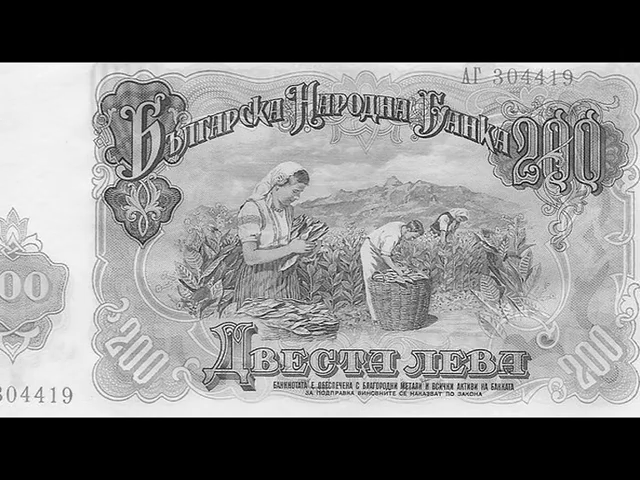 АГ 304419
Българска Народна Банка
200
00
Двеста лева
200
200
БАНКНОТАТА Е ОБЕЗПЕЧЕНА С БЛАГОРОДНИ МЕТАЛИ И ВСИЧКИ АКТИВИ НА БАНКАТА
ЗА ПОДПРАВКА ВИНОВНИТЕ СЕ НАКАЗВАТ ПО ЗАКОНА
304419